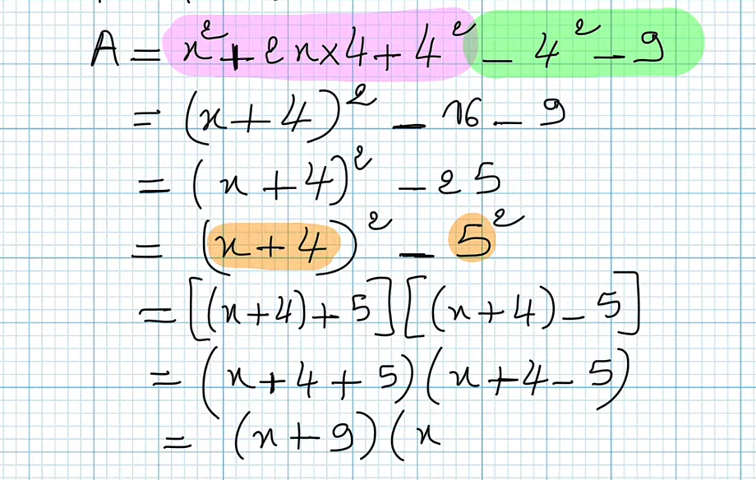 A = x² + 2x×4 + 4² - 4² - 9
= (x+4)² - 16 - 9
= (x+4)² - 25
= (x+4)² - 5²
= [(x+4)+5][(x+4)-5]
= (x+4+5)(x+4-5)
= (x+9)(x